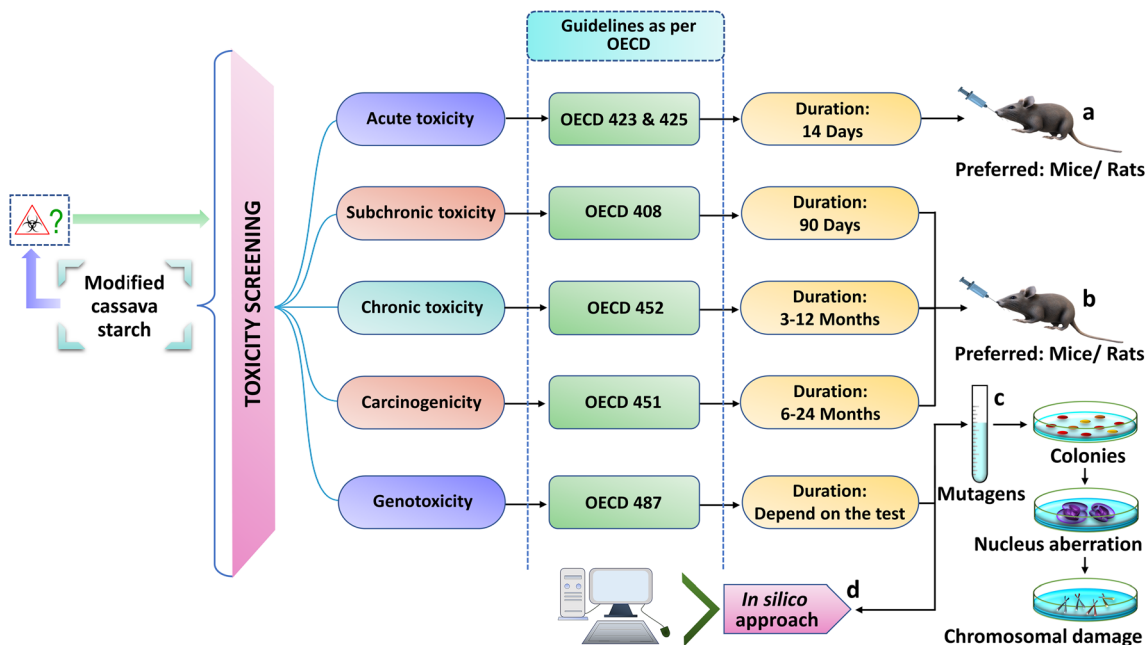 Guidelines as per
OECD
Acute toxicity
OECD 423 & 425
Duration:
14 Days
a
Preferred: Mice/ Rats
Subchronic toxicity
OECD 408
Duration:
90 Days
?
Modified
cassava
starch
TOXICITY SCREENING
Chronic toxicity
OECD 452
Duration:
3-12 Months
b
Preferred: Mice/ Rats
Carcinogenicity
OECD 451
Duration:
6-24 Months
c
Colonies
Mutagens
Genotoxicity
OECD 487
Duration:
Depend on the test
Nucleus aberration
In silico
approach
d
Chromosomal damage